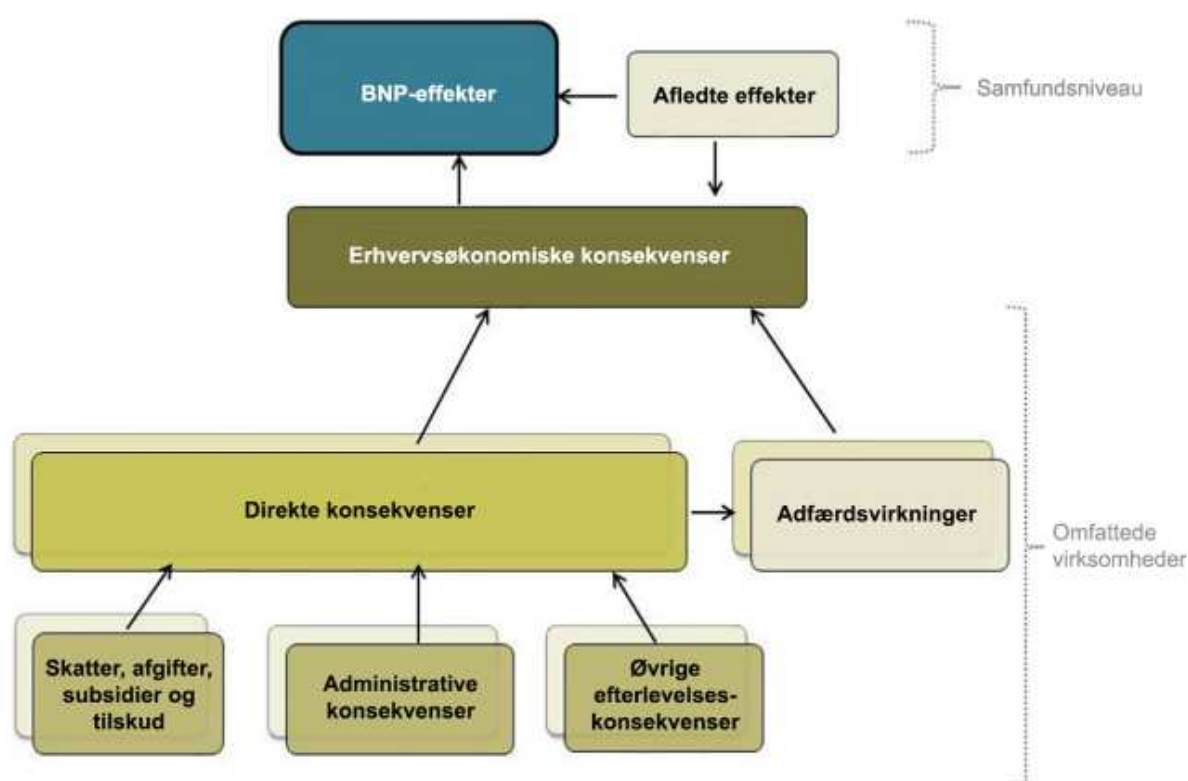 BNP-effekter
Afledte effekter
Samfundsniveau
Erhvervsøkonomiske konsekvenser
Direkte konsekvenser
Adfærdsvirkninger
Omfattede
virksomheder
Skatter, afgifter,
subsidier og
tilskud
Administrative
konsekvenser
Øvrige
efterlevelses-
konsekvenser